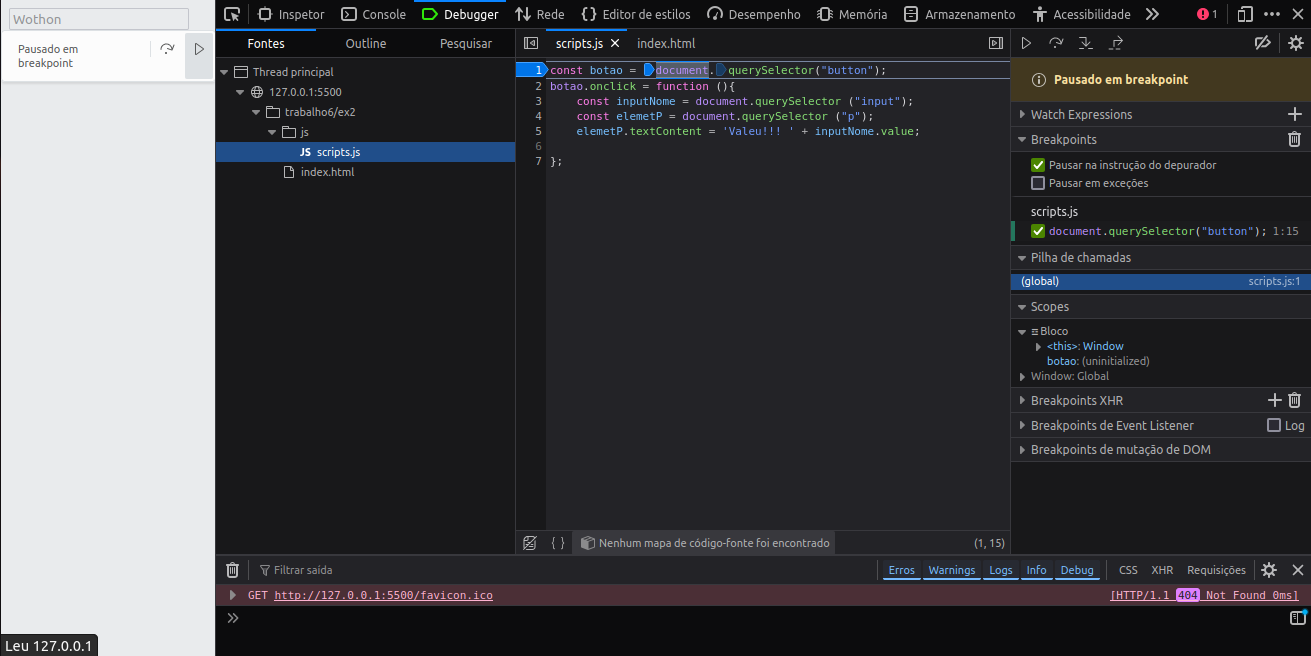 Wothon
Pausado em
breakpoint
Leu 127.0.0.1
Inspetor Console Debugger Rede Editor de estilos Desempenho Memória Armazenamento Acessibilidade 1
Fontes Outline Pesquisar
Thread principal
127.0.0.1:5500
trabalho6/ex2
js
JS scripts.js
index.html
scripts.js index.html
1 const botao = document.querySelector("button");
2 botao.onclick = function (){
3 const inputNome = document.querySelector ("input");
4 const elemetP = document.querySelector ("p");
5 elemetP.textContent = 'Valeu!!! ' + inputNome.value;
6
7 };
{ } Nenhum mapa de código-fonte foi encontrado (1, 15)
Pausado em breakpoint
Watch Expressions
Breakpoints
Pausar na instrução do depurador
Pausar em exceções
scripts.js
document.querySelector("button"); 1:15
Pilha de chamadas
(global) scripts.js:1
Scopes
Bloco
<this>: Window
botao: (uninitialized)
Window: Global
Breakpoints XHR
Breakpoints de Event Listener Log
Breakpoints de mutação de DOM
Filtrar saída Erros Warnings Logs Info Debug CSS XHR Requisições
GET http://127.0.0.1:5500/favicon.ico [HTTP/1.1 404 Not Found 0ms]